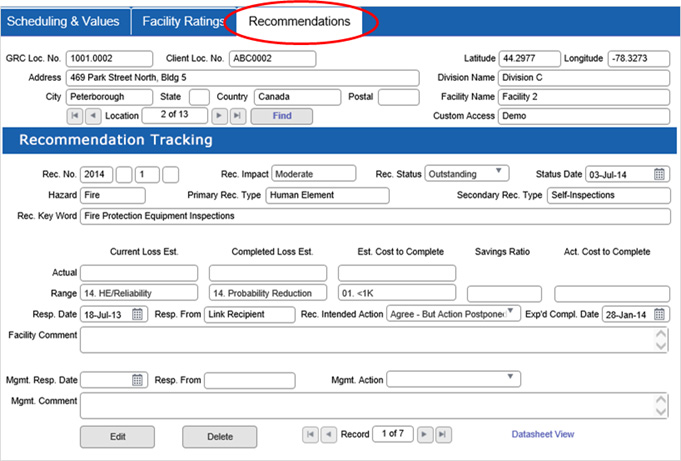 Scheduling & Values Facility Ratings Recommendations
GRC Loc. No. 1001.0002 Client Loc. No. ABC0002 Latitude 44.2977 Longitude -78.3273
Address 469 Park Street North, Bldg 5 Division Name Division C
City Peterborough State Country Canada Postal Facility Name Facility 2
Location 2 of 13 Find Custom Access Demo
Recommendation Tracking
Rec. No. 2014 1 Rec. Impact Moderate Rec. Status Outstanding Status Date 03-Jul-14
Hazard Fire Primary Rec. Type Human Element Secondary Rec. Type Self-Inspections
Rec. Key Word Fire Protection Equipment Inspections
Current Loss Est. Completed Loss Est. Est. Cost to Complete Savings Ratio Act. Cost to Complete
Actual
Range 14. HE/Reliability 14. Probability Reduction 01. <1K
Resp. Date 18-Jul-13 Resp. From Link Recipient Rec. Intended Action Agree - But Action Postpone Exp'd Compl. Date 28-Jan-14
Facility Comment
Mgmt. Resp. Date Resp. From Mgmt. Action
Mgmt. Comment
Edit Delete Record 1 of 7 Datasheet View